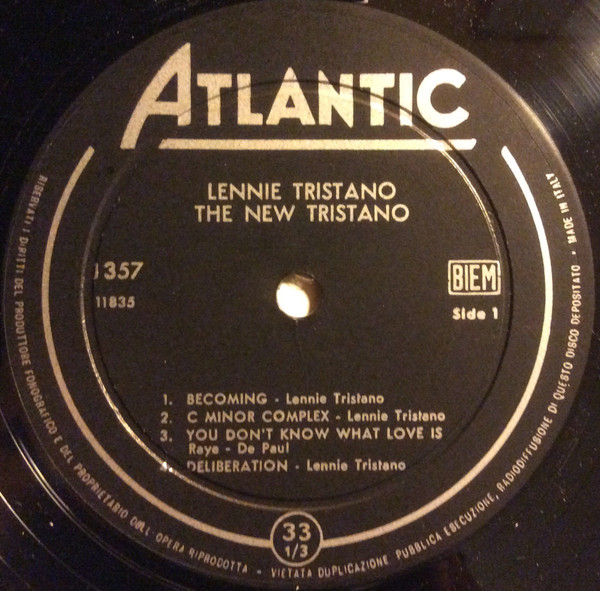 ATLANTIC
LENNIE TRISTANO
THE NEW TRISTANO
1357
11835
BIEM
Side 1
1. BECOMING - Lennie Tristano
2. C MINOR COMPLEX - Lennie Tristano
3. YOU DON'T KNOW WHAT LOVE IS
Raye - De Paul
4. DELIBERATION - Lennie Tristano
33
1/3
RISERVATI I DIRITTI DEL PRODUTTORE FONOGRAFICO E DEL PROPRIETARIO DELL' OPERA RIPRODOTTA - VIETATA DUPLICAZIONE PUBBLICA ESECUZIONE, RADIODIFFUSIONE DI QUESTO DISCO DEPOSITATO • MADE IN ITALY